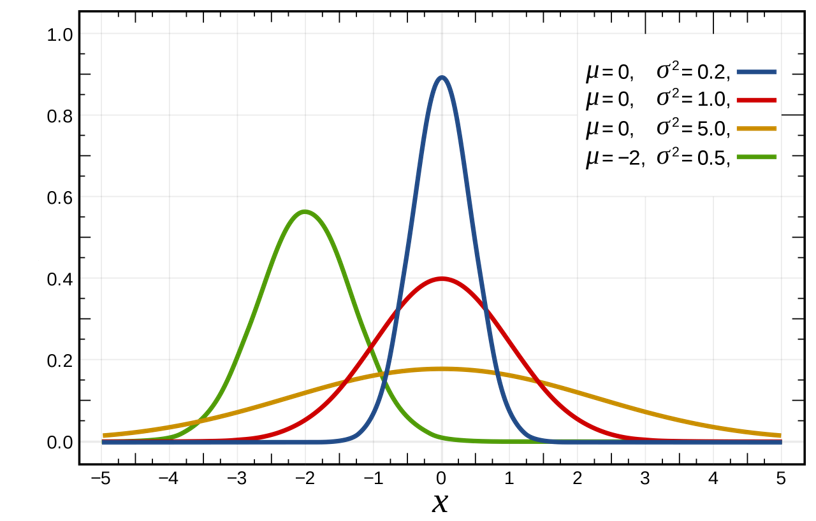 1.0
0.8
0.6
0.4
0.2
0.0
μ = 0, σ² = 0.2,
μ = 0, σ² = 1.0,
μ = 0, σ² = 5.0,
μ = −2, σ² = 0.5,
−5 −4 −3 −2 −1 0 1 2 3 4 5
x